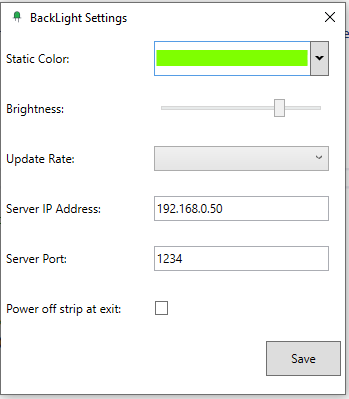 BackLight Settings
Static Color:
Brightness:
Update Rate:
Server IP Address: 192.168.0.50
Server Port: 1234
Power off strip at exit:
Save